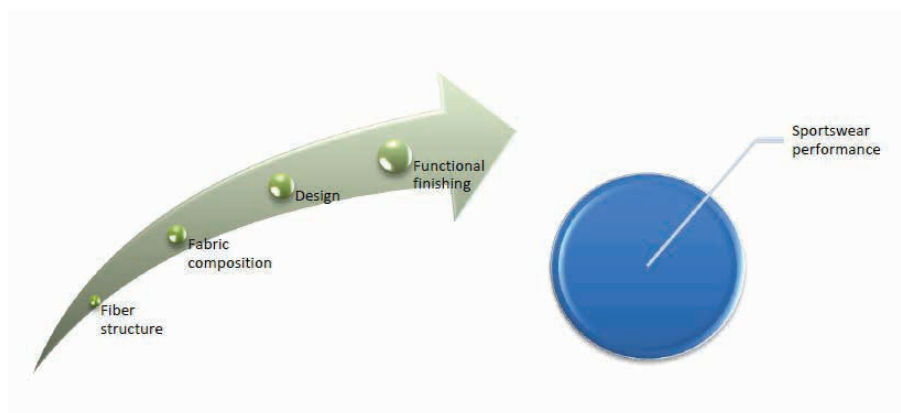 Fiber
structure
Fabric
composition
Design
Functional
finishing
Sportswear
performance